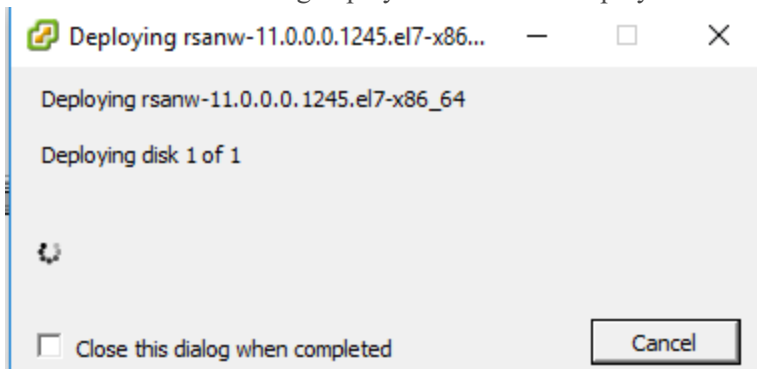 Deploying rsanw-11.0.0.0.1245.el7-x86...
Deploying rsanw-11.0.0.0.1245.el7-x86_64
Deploying disk 1 of 1
Close this dialog when completed
Cancel